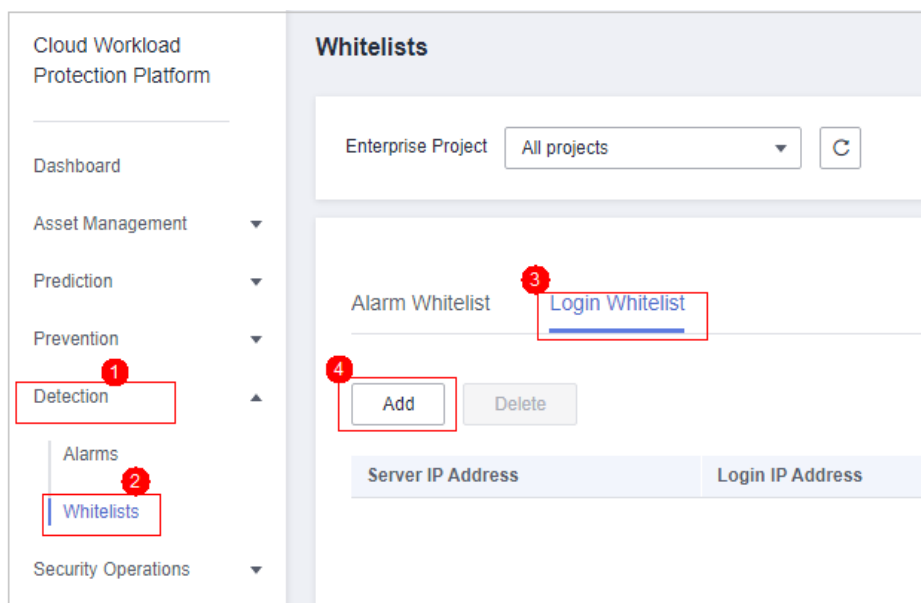 Cloud Workload
Protection Platform
Dashboard
Asset Management
Prediction
Prevention
1
Detection
Alarms
2
Whitelists
Security Operations
Whitelists
Enterprise Project All projects
3
Alarm Whitelist Login Whitelist
4
Add Delete
Server IP Address Login IP Address